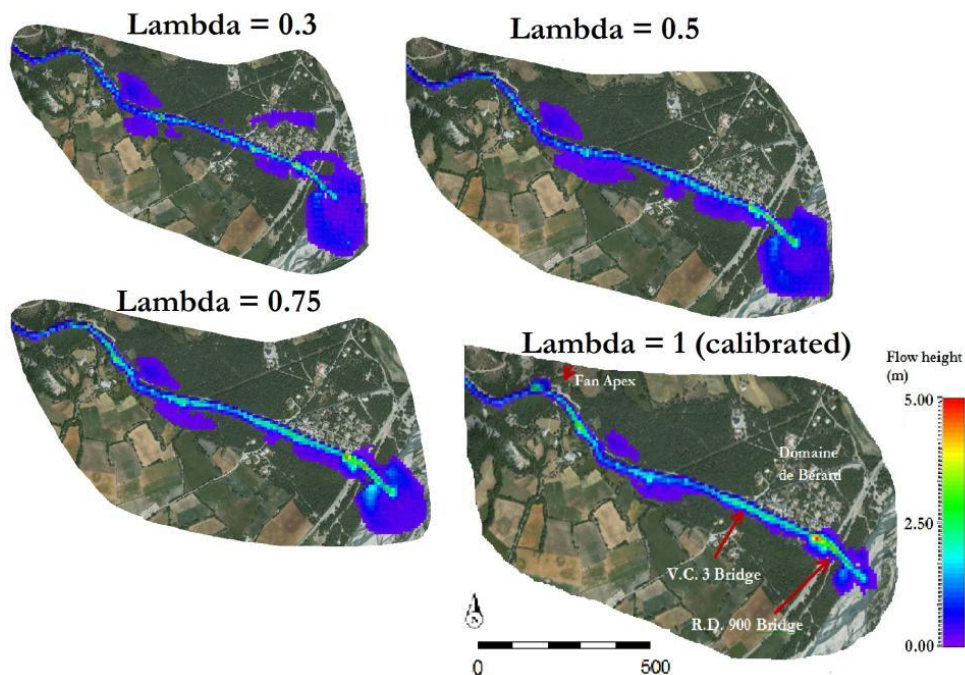 Lambda = 0.3
Lambda = 0.5
Lambda = 0.75
Lambda = 1 (calibrated)
Fan Apex
Domaine
de Bérard
V.C. 3 Bridge
R.D. 900 Bridge
Flow height
(m)
5.00
2.50
0.00
N
0
500